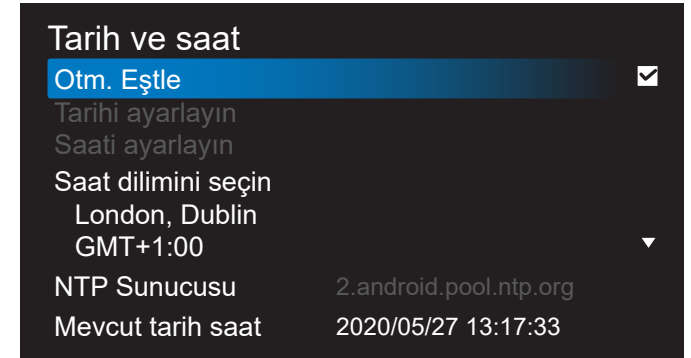 Tarih ve saat
Otm. Eştle
Tarihi ayarlayın
Saati ayarlayın
Saat dilimini seçin
London, Dublin
GMT+1:00
NTP Sunucusu 2.android.pool.ntp.org
Mevcut tarih saat 2020/05/27 13:17:33